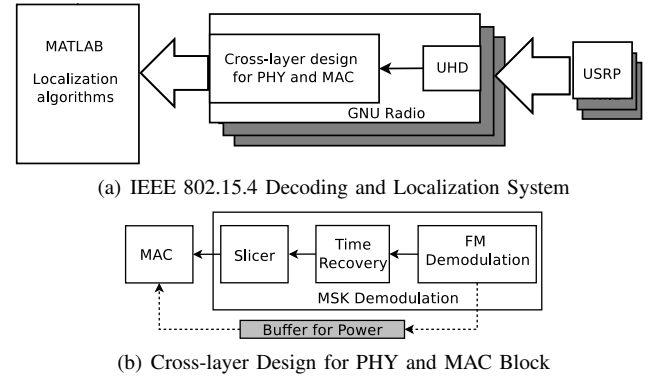 MATLAB
Localization
algorithms
Cross-layer design
for PHY and MAC
UHD
GNU Radio
USRP
(a) IEEE 802.15.4 Decoding and Localization System
MAC
Slicer
Time
Recovery
FM
Demodulation
MSK Demodulation
Buffer for Power
(b) Cross-layer Design for PHY and MAC Block